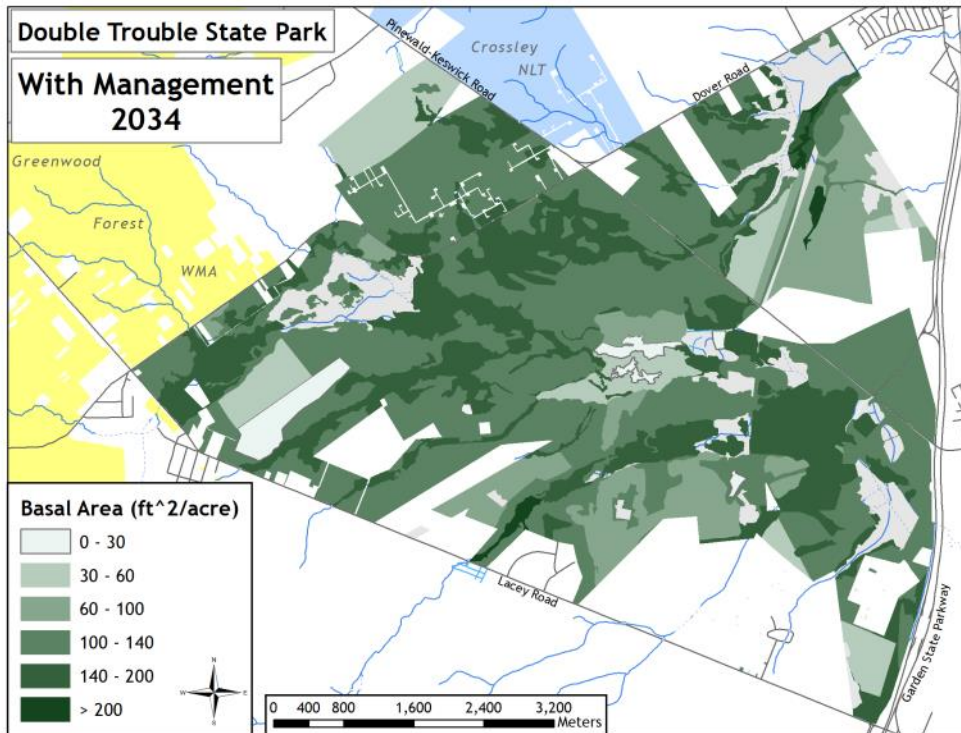 Double Trouble State Park
With Management
2034
Pinewald-Keswick Road
Crossley
NLT
Dover Road
Greenwood
Forest
WMA
Basal Area (ft^2/acre)
0 - 30
30 - 60
60 - 100
100 - 140
140 - 200
> 200
N
W E
S
Lacey Road
Garden State Parkway
0 400 800 1,600 2,400 3,200
Meters